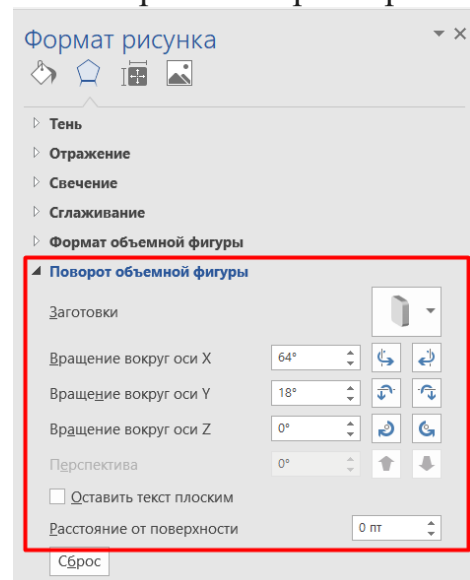 Формат рисунка
Тень
Отражение
Свечение
Сглаживание
Формат объемной фигуры
Поворот объемной фигуры
Заготовки
Вращение вокруг оси X 64°
Вращение вокруг оси Y 18°
Вращение вокруг оси Z 0°
Перспектива 0°
Оставить текст плоским
Расстояние от поверхности 0 пт
Сброс